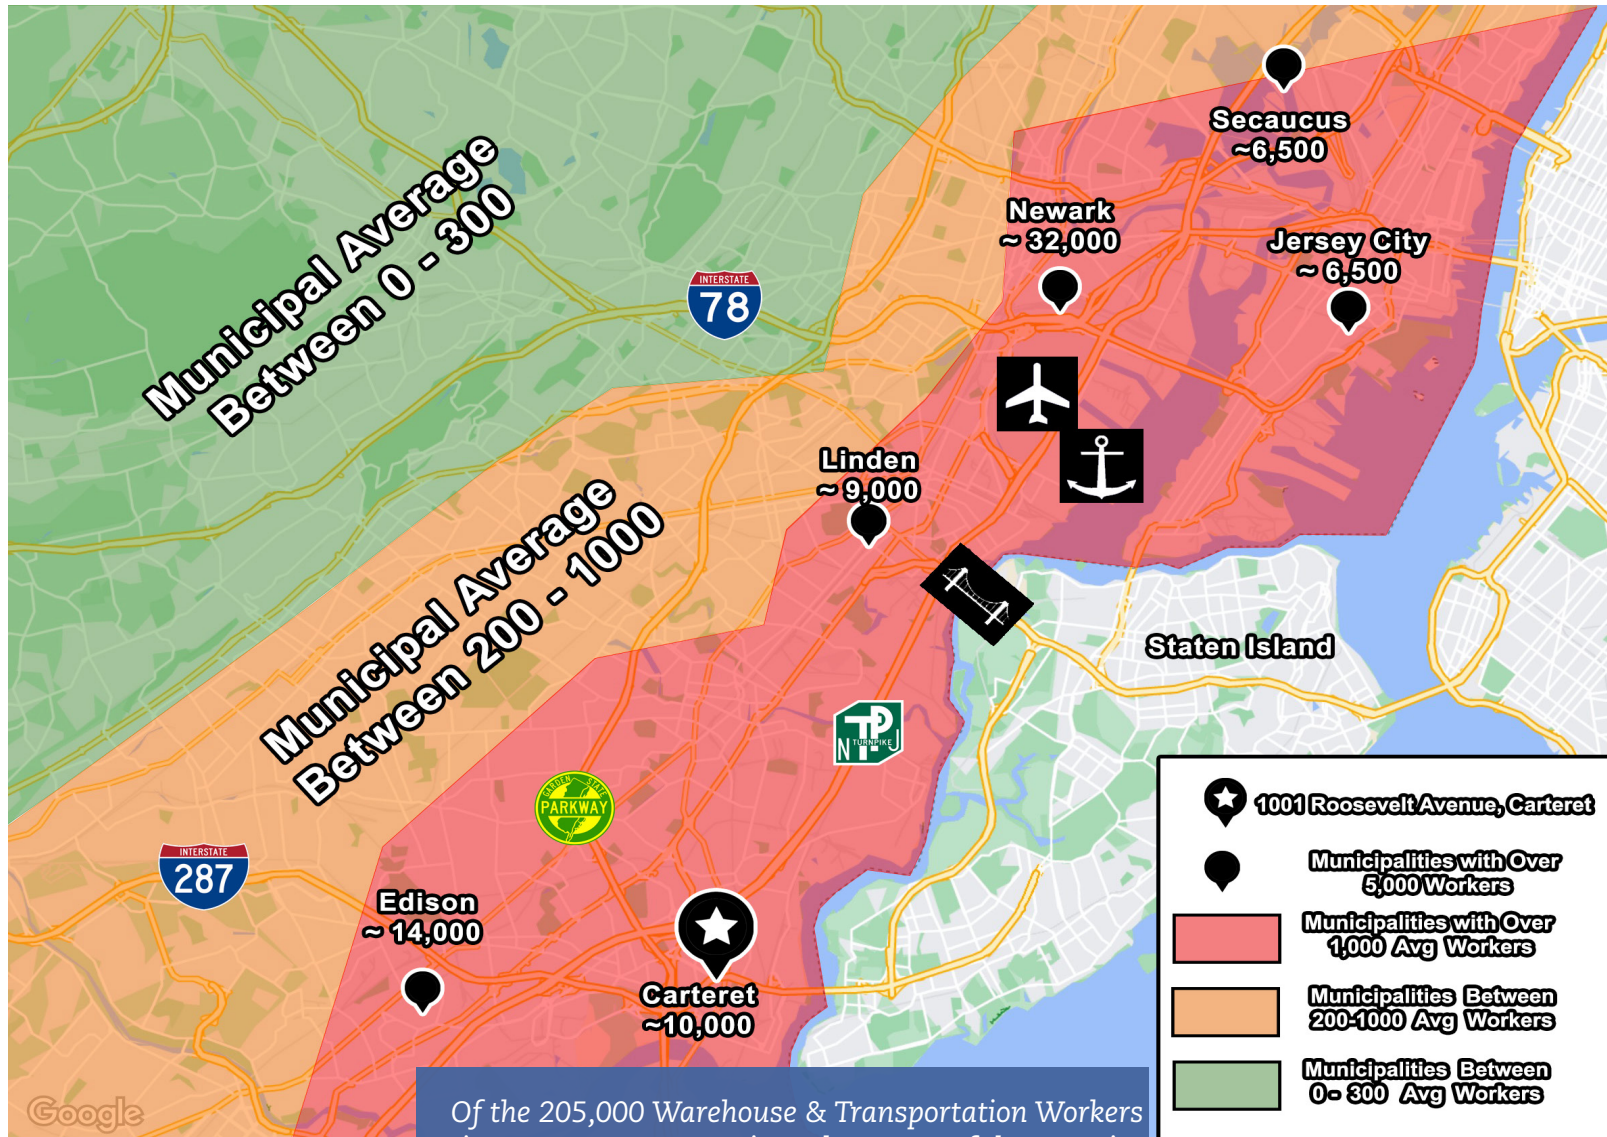 Secaucus
~6,500
Newark
~ 32,000
Jersey City
~ 6,500
Municipal Average
Between 0 - 300
INTERSTATE
78
Linden
~ 9,000
Municipal Average
Between 200 - 1000
Staten Island
N TP J
TURNPIKE
GARDEN STATE
PARKWAY
INTERSTATE
287
Edison
~ 14,000
Carteret
~10,000
1001 Roosevelt Avenue, Carteret
Municipalities with Over
5,000 Workers
Municipalities with Over
1,000 Avg Workers
Municipalities Between
200-1000 Avg Workers
Municipalities Between
0 - 300 Avg Workers
Google
Of the 205,000 Warehouse & Transportation Workers